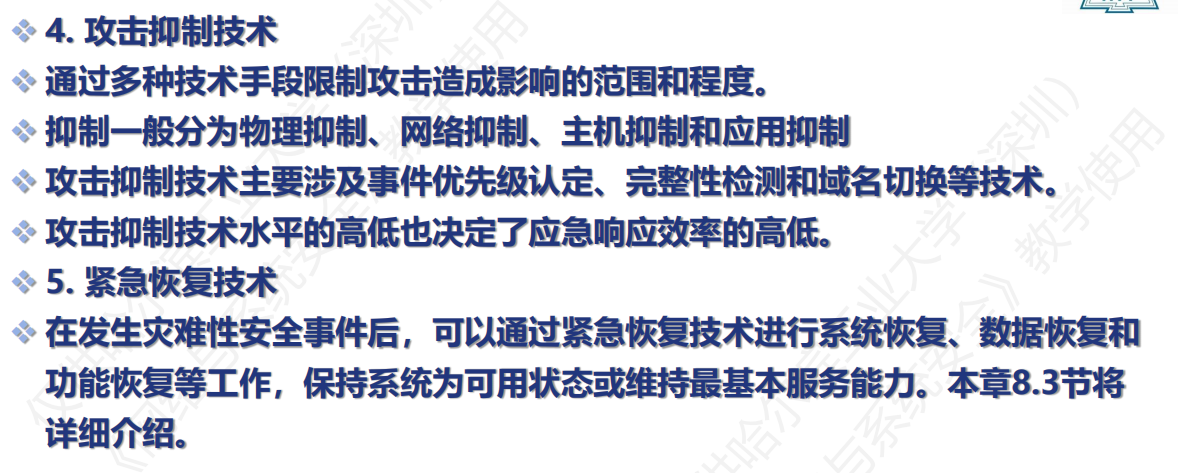 4. 攻击抑制技术
通过多种技术手段限制攻击造成影响的范围和程度。
抑制一般分为物理抑制、网络抑制、主机抑制和应用抑制
攻击抑制技术主要涉及事件优先级认定、完整性检测和域名切换等技术。
攻击抑制技术水平的高低也决定了应急响应效率的高低。
5. 紧急恢复技术
在发生灾难性安全事件后，可以通过紧急恢复技术进行系统恢复、数据恢复和
功能恢复等工作，保持系统为可用状态或维持最基本服务能力。本章8.3节将
详细介绍。